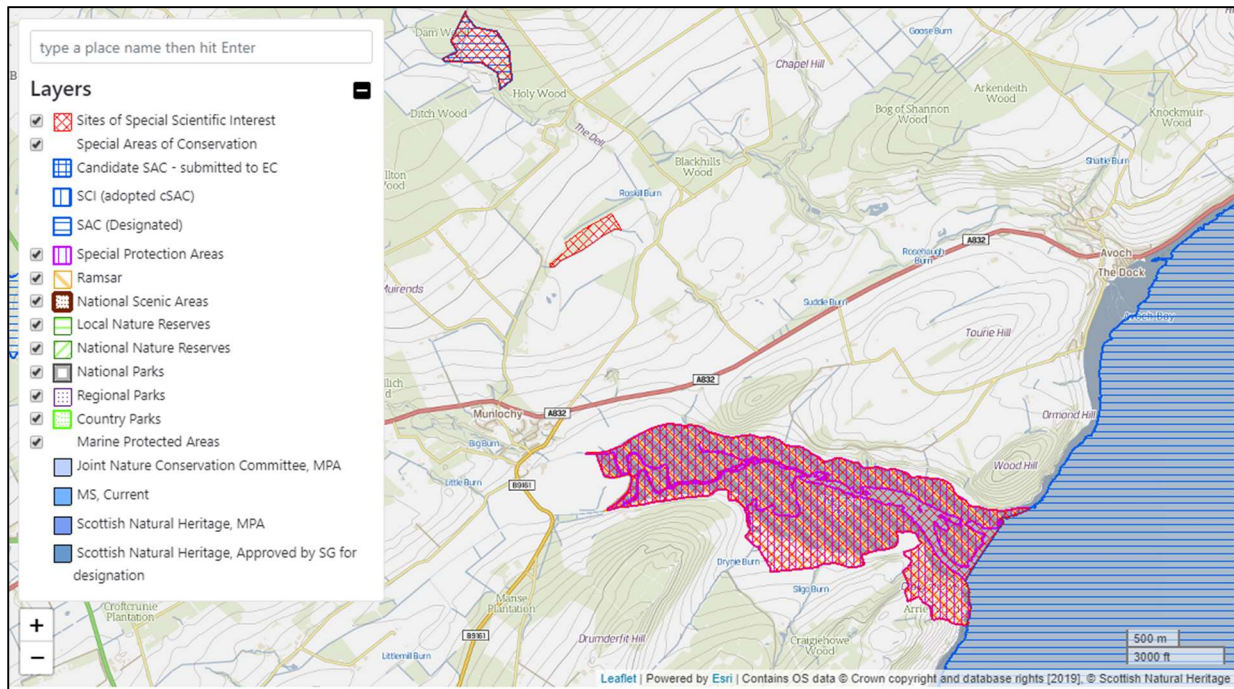 type a place name then hit Enter
Layers
Sites of Special Scientific Interest
Special Areas of Conservation
Candidate SAC - submitted to EC
SCI (adopted cSAC)
SAC (Designated)
Special Protection Areas
Ramsar
National Scenic Areas
Local Nature Reserves
National Nature Reserves
National Parks
Regional Parks
Country Parks
Marine Protected Areas
Joint Nature Conservation Committee, MPA
MS, Current
Scottish Natural Heritage, MPA
Scottish Natural Heritage, Approved by SG for
designation
+
−
B
Dam Wood
Holy Wood
Ditch Wood
The Dell
Goose Burn
Chapel Hill
Arkendeith
Wood
Bog of Shannon
Wood
Knockmuir
Wood
Blackhills
Wood
Shaltie Burn
Roskill Burn
Wood
A832
Rosehaugh
Burn
Avoch
The Dock
Avoch Bay
Muirends
Suddie Burn
Tourie Hill
A832
Munlochy
A832
Ormond Hill
Big Burn
Wood Hill
Little Burn
B9161
Drynie Burn
Sligo Burn
Arrie
Manse
Plantation
Croftcrunie
Plantation
Drumderfit Hill
B9161
Craigiehowe
Wood
Littlemill Burn
500 m
3000 ft
Leaflet | Powered by Esri | Contains OS data © Crown copyright and database rights [2019], © Scottish Natural Heritage